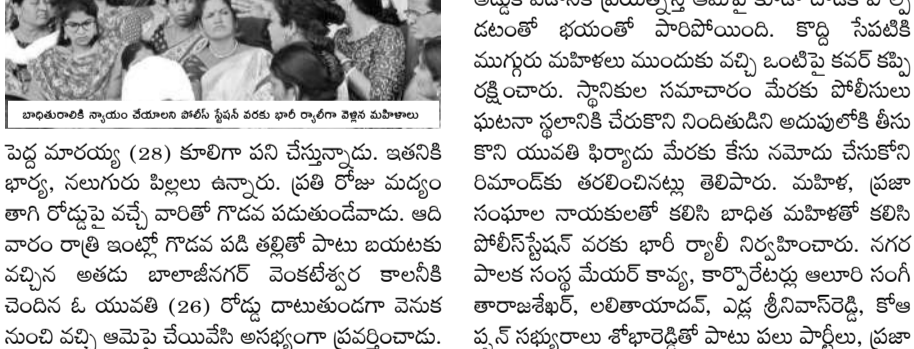 బాధితురాలికి న్యాయం చేయాలని పోలీస్ స్టేషన్ వరకు భారీ ర్యాలీగా వెళ్లిన మహిళాలు
పెద్ద మారయ్య (28) కూలిగా పని చేస్తున్నాడు. ఇతనికి
భార్య, నలుగురు పిల్లలు ఉన్నారు. ప్రతి రోజు మద్యం
తాగి రోడ్డుపై వచ్చే వారితో గొడవ పడుతుండేవాడు. ఆది
వారం రాత్రి ఇంట్లో గొడవ పడి తల్లితో పాటు బయటకు
వచ్చిన అతడు బాలాజీనగర్ వెంకటేశ్వర కాలనీకి
చెందిన ఓ యువతి (26) రోడ్డు దాటుతుండగా వెనుక
నుంచి వచ్చి ఆమెపై చేయివేసి అసభ్యంగా ప్రవర్తించాడు.
డటంతో భయంతో పారిపోయింది. కొద్ది సేపటికి
ముగ్గురు మహిళలు ముందుకు వచ్చి ఒంటిపై కవర్ కప్పి
రక్షించారు. స్థానికుల సమాచారం మేరకు పోలీసులు
ఘటనా స్థలానికి చేరుకొని నిందితుడిని అదుపులోకి తీసు
కొని యువతి ఫిర్యాదు మేరకు కేసు నమోదు చేసుకోని
రిమాండ్‌కు తరలించినట్లు తెలిపారు. మహిళ, ప్రజా
సంఘాల నాయకులతో కలిసి బాధిత మహిళతో కలిసి
పోలీస్‌స్టేషన్ వరకు భారీ ర్యాలీ నిర్వహించారు. నగర
పాలక సంస్థ మేయర్ కావ్య, కార్పొరేటర్లు ఆలూరి సంగీ
తారాజశేఖర్, లలితాయాదవ్, ఎడ్ల శ్రీనివాస్‌రెడ్డి, కోఆ
ప్షన్ సభ్యురాలు శోభారెడ్డితో పాటు పలు పార్టీలు, ప్రజా